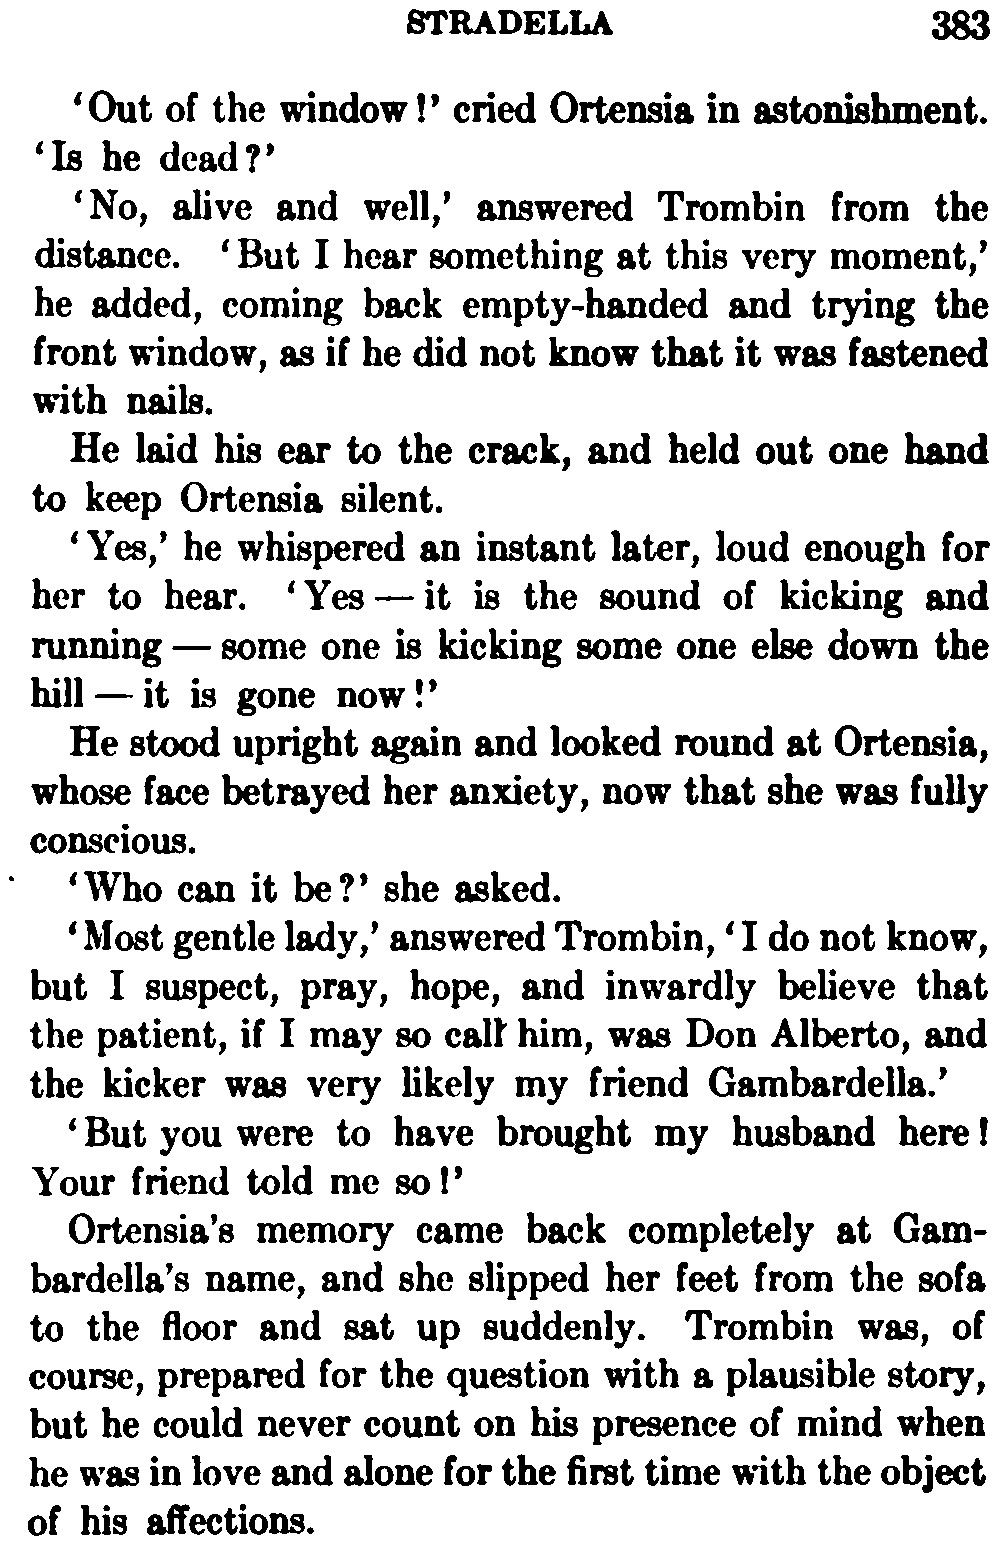 STRADELLA 383
'Out of the window!' cried Ortensia in astonishment.
'Is he dead?'
'No, alive and well,' answered Trombin from the
distance. 'But I hear something at this very moment,'
he added, coming back empty-handed and trying the
front window, as if he did not know that it was fastened
with nails.
He laid his ear to the crack, and held out one hand
to keep Ortensia silent.
'Yes,' he whispered an instant later, loud enough for
her to hear. 'Yes — it is the sound of kicking and
running — some one is kicking some one else down the
hill — it is gone now!'
He stood upright again and looked round at Ortensia,
whose face betrayed her anxiety, now that she was fully
conscious.
'Who can it be?' she asked.
'Most gentle lady,' answered Trombin, 'I do not know,
but I suspect, pray, hope, and inwardly believe that
the patient, if I may so call him, was Don Alberto, and
the kicker was very likely my friend Gambardella.'
'But you were to have brought my husband here!
Your friend told me so!'
Ortensia's memory came back completely at Gam-
bardella's name, and she slipped her feet from the sofa
to the floor and sat up suddenly. Trombin was, of
course, prepared for the question with a plausible story,
but he could never count on his presence of mind when
he was in love and alone for the first time with the object
of his affections.